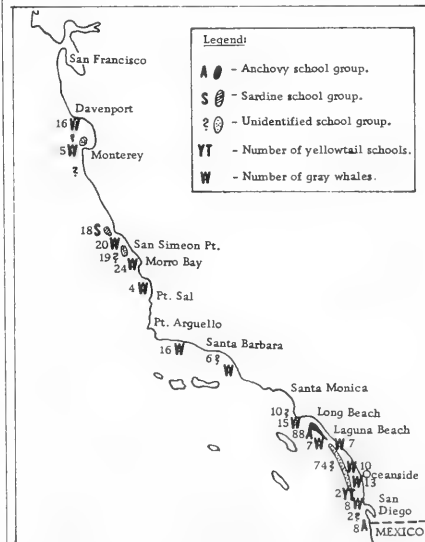 Legend:
A - Anchovy school group.
S - Sardine school group.
? - Unidentified school group.
YT - Number of yellowtail schools.
W - Number of gray whales.
San Francisco
Davenport
16 W
5 W
Monterey
?
18 S
20 W
San Simeon Pt.
19 ?
Morro Bay
24 W
4 W
Pt. Sal
Pt. Arguello
16 W
Santa Barbara
6 ?
W
Santa Monica
10 ?
Long Beach
15 W
88 A
Laguna Beach
7 W
W 7
74 ?
W 10
Oceanside
W 13
2 YT
San
Diego
8 W
2 ?
8 A
MEXICO